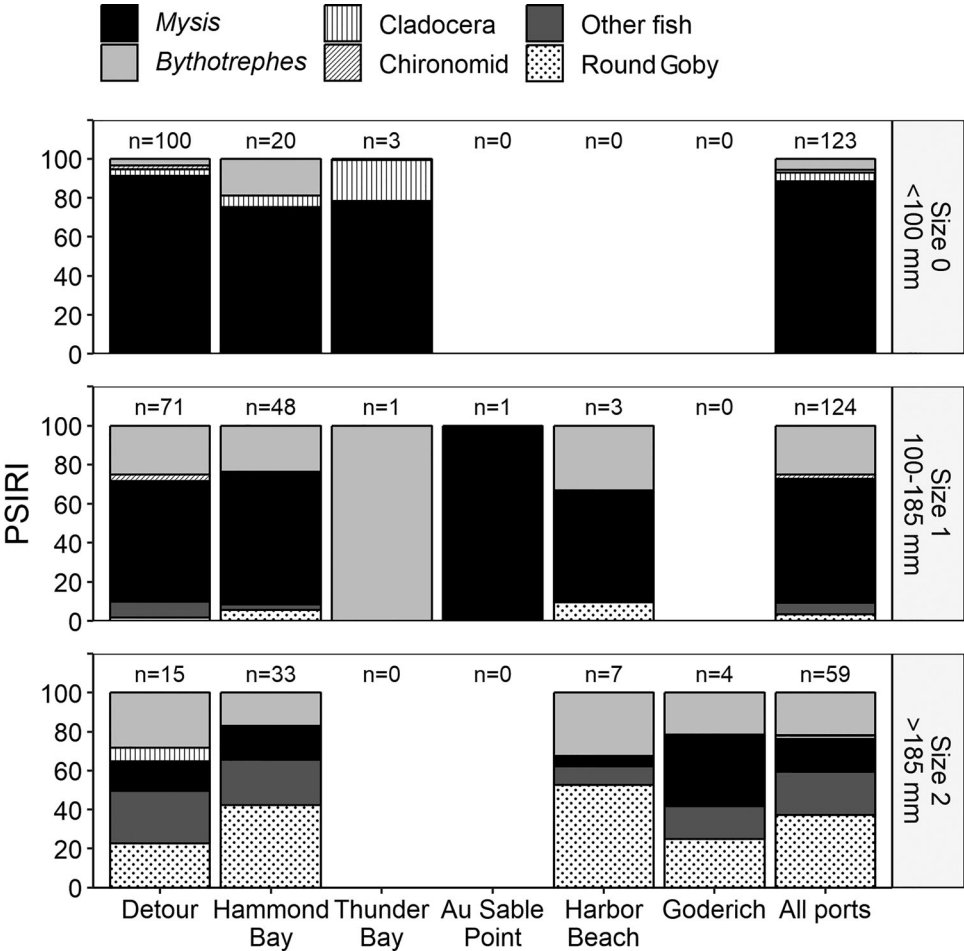 Mysis Cladocera Other fish
Bythotrephes Chironomid Round Goby
n=100 n=20 n=3 n=0 n=0 n=0 n=123
100
80
60
40
20
0
Size 0
<100 mm
n=71 n=48 n=1 n=1 n=3 n=0 n=124
100
80
60
40
20
0
Size 1
100-185 mm
PSIRI
n=15 n=33 n=0 n=0 n=7 n=4 n=59
100
80
60
40
20
0
Size 2
>185 mm
Detour Hammond Thunder Au Sable Harbor Goderich All ports
Bay Bay Point Beach